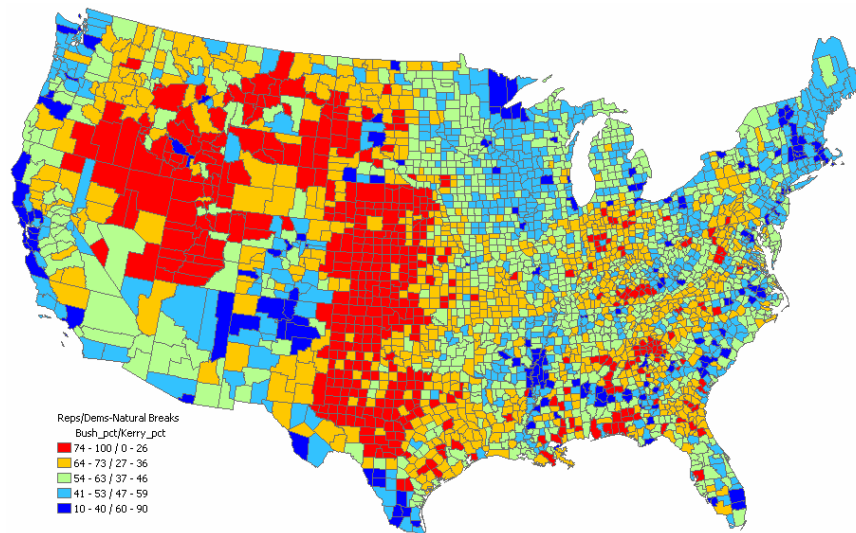 Reps/Dems-Natural Breaks
Bush_pct/Kerry_pct
74 - 100 / 0 - 26
64 - 73 / 27 - 36
54 - 63 / 37 - 46
41 - 53 / 47 - 59
10 - 40 / 60 - 90